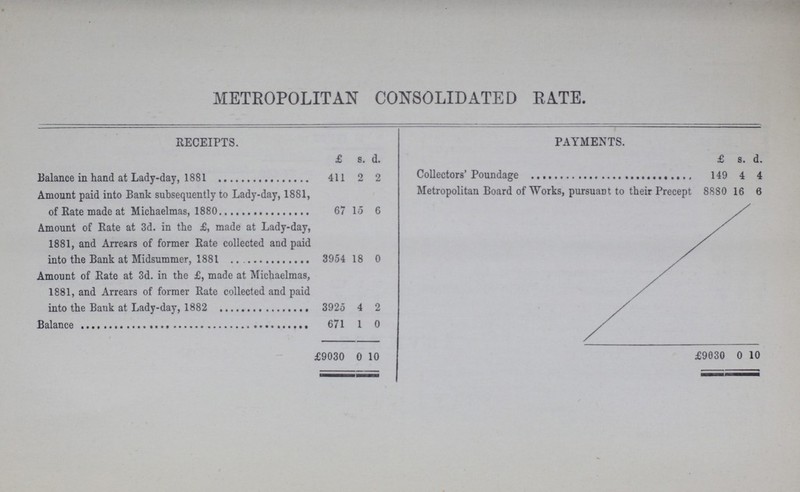 METROPOLITAN CONSOLIDATED RATE.
RECEIPTS.
£ s. d.
Balance in hand at Lady-day, 1881 ................ 411 2 2
Amount paid into Bank subsequently to Lady-day, 1881,
of Rate made at Michaelmas, 1880................ 67 15 6
Amount of Rate at 3d. in the £, made at Lady-day,
1881, and Arrears of former Rate collected and paid
into the Bank at Midsummer, 1881 ............... 3954 18 0
Amount of Rate at 3d. in the £, made at Michaelmas,
1881, and Arrears of former Rate collected and paid
into the Bank at Lady-day, 1882 ................ 3925 4 2
Balance ....................................... 671 1 0
£9030 0 10
PAYMENTS.
£ s. d.
Collectors' Poundage ............................ 149 4 4
Metropolitan Board of Works, pursuant to their Precept 8880 16 6
£9030 0 10